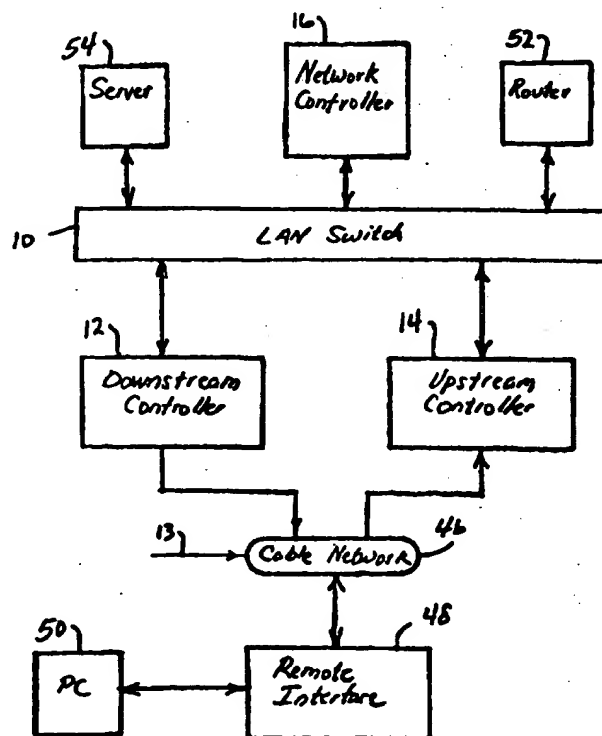 54
16
52
Server
Network
Controller
Router
10
LAN Switch
12
14
Downstream
Controller
Upstream
Controller
13
Cable Network
46
50
48
PC
Remote
Interface